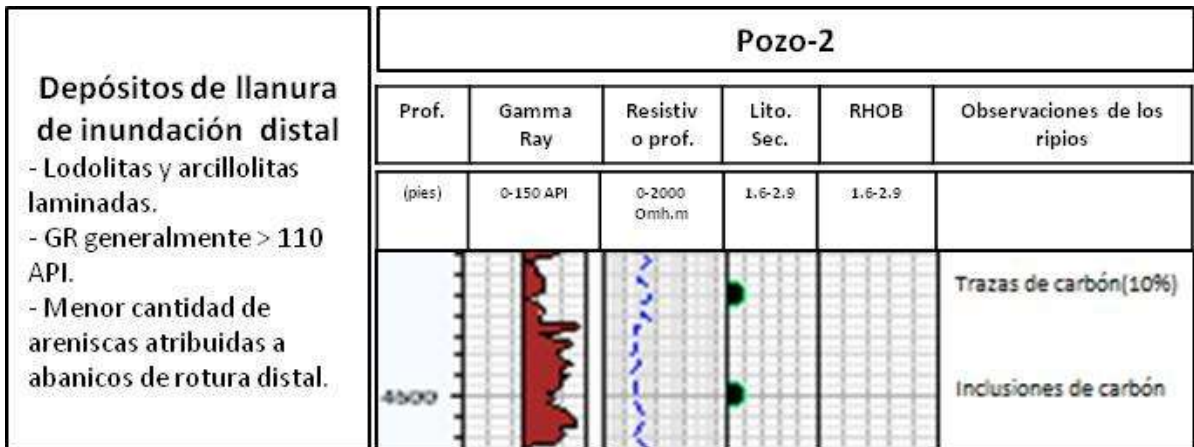 Depósitos de llanura
de inundación distal
- Lodolitas y arcillolitas
laminadas.
- GR generalmente > 110
API.
- Menor cantidad de
areniscas atribuidas a
abanicos de rotura distal.
Pozo-2
Prof.
Gamma
Ray
Resistiv
o prof.
Lito.
Sec.
RHOB
Observaciones de los
ripios
(pies)
0-150 API
0-2000
Omh.m
1.6-2.9
1.6-2.9
Trazas de carbón(10%)
4500
Inclusiones de carbón